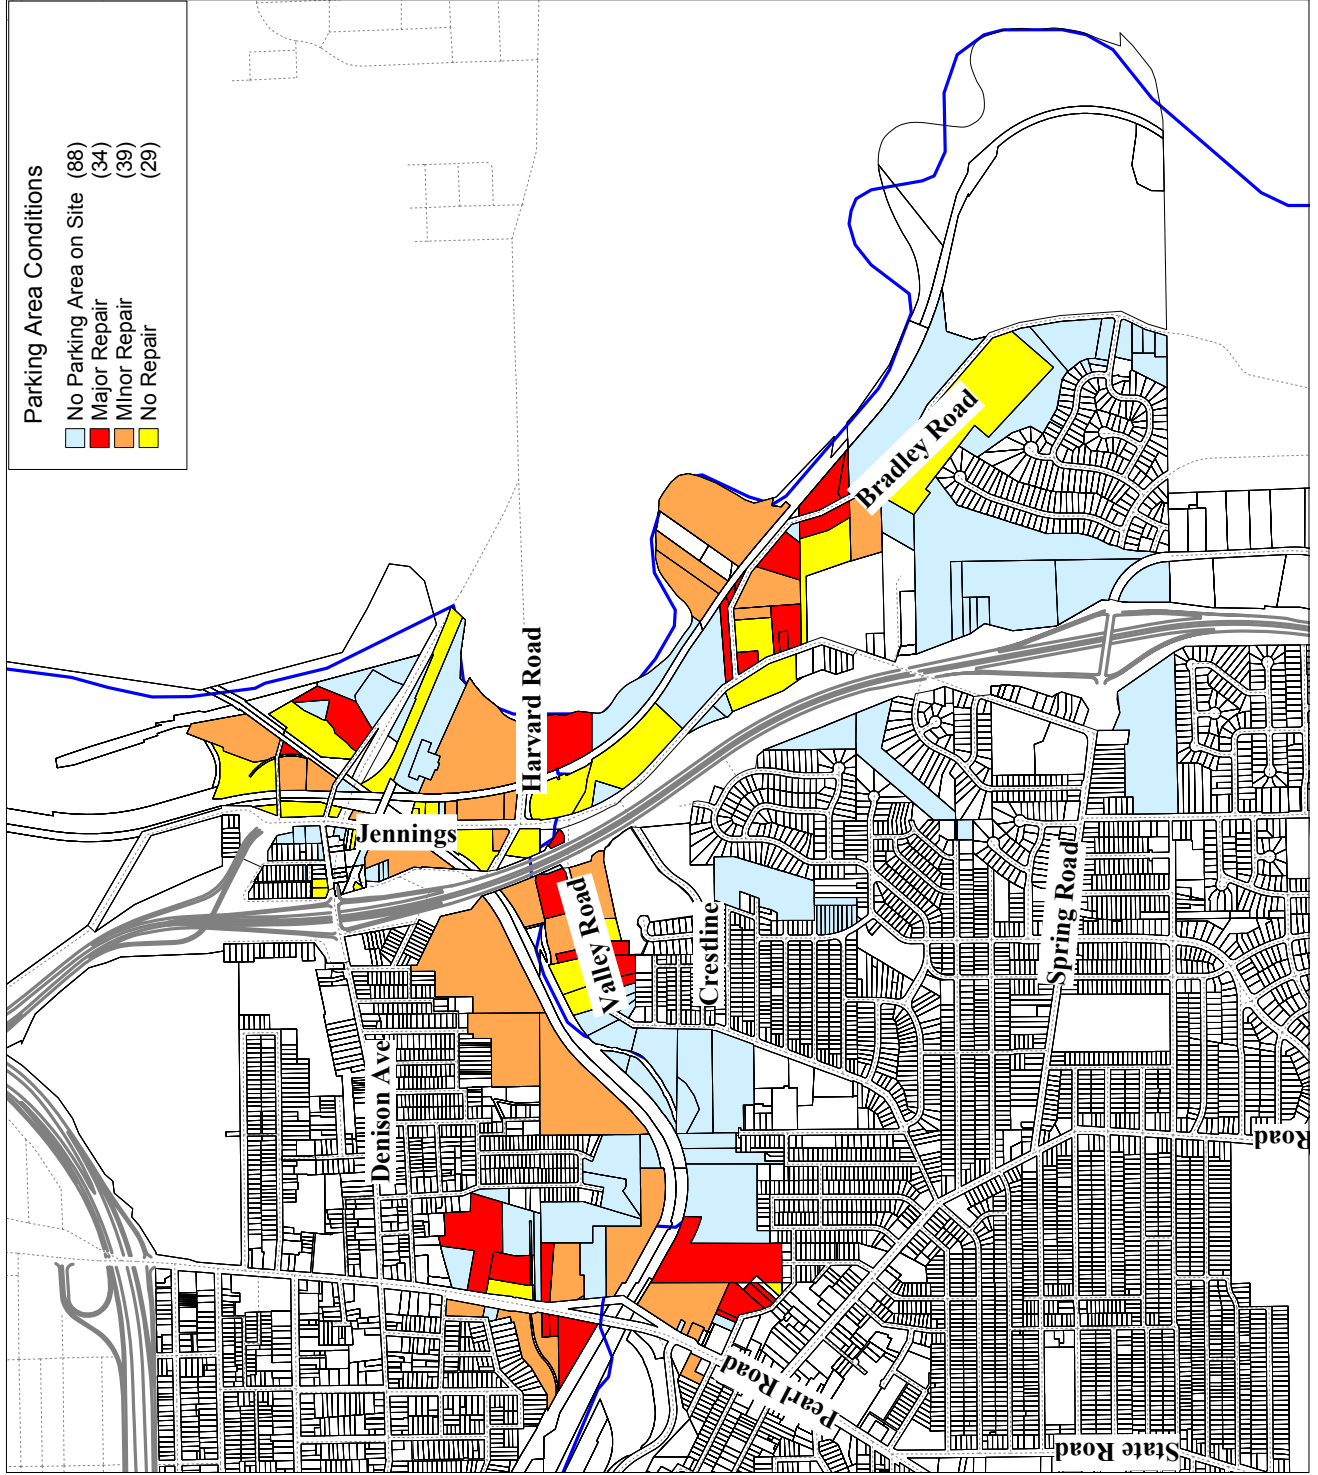 Parking Area Conditions
No Parking Area on Site (88)
Major Repair (34)
MInor Repair (39)
No Repair (29)
Bradley Road
Harvard Road
Jennings
Valley Road
Crestline
Spring Road
Denison Ave
Road
Pearl Road
State Road